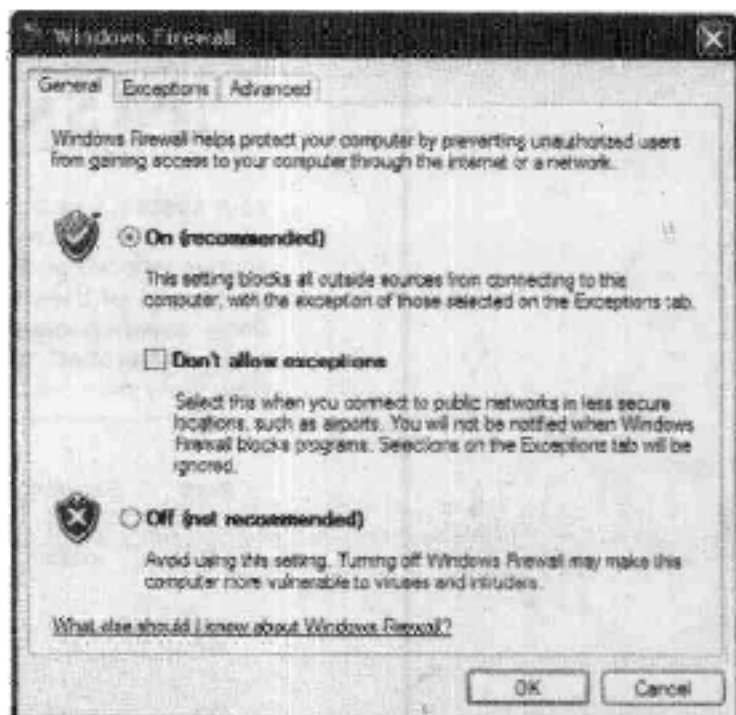 Windows Firewall
General Exceptions Advanced
Windows Firewall helps protect your computer by preventing unauthorized users
from gaining access to your computer through the internet or a network.
On (recommended)
This setting blocks all outside sources from connecting to this
computer, with the exception of those selected on the Exceptions tab.
Don't allow exceptions
Select this when you connect to public networks in less secure
locations, such as airports. You will not be notified when Windows
Firewall blocks programs. Selections on the Exceptions tab will be
ignored.
Off (not recommended)
Avoid using this setting. Turning off Windows Firewall may make this
computer more vulnerable to viruses and intruders.
What else should I know about Windows Firewall?
OK Cancel